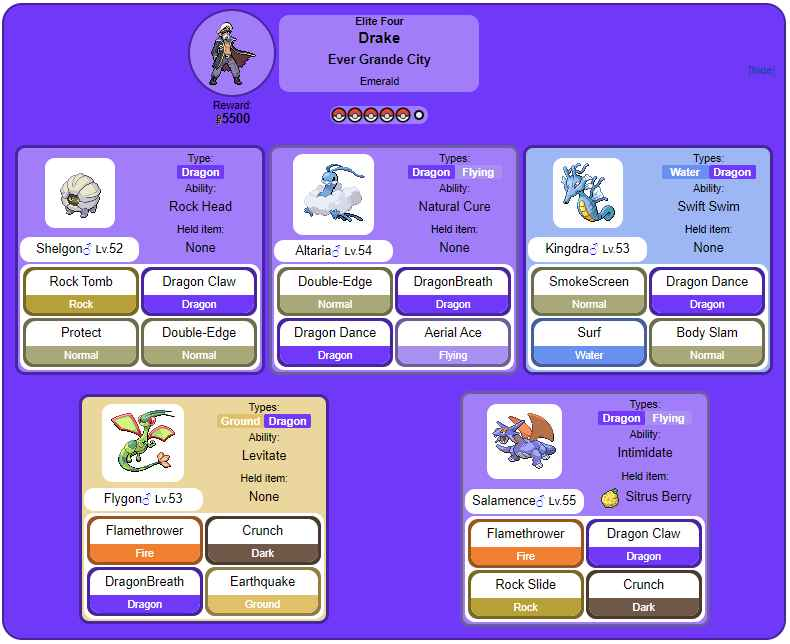 Elite Four
Drake
Ever Grande City
Emerald
[hide]
Reward:
5500
Type:
Dragon
Ability:
Rock Head
Held item:
None
Shelgon♂ Lv.52
Rock Tomb
Rock
Dragon Claw
Dragon
Protect
Normal
Double-Edge
Normal
Types:
Dragon Flying
Ability:
Natural Cure
Held item:
None
Altaria♂ Lv.54
Double-Edge
Normal
DragonBreath
Dragon
Dragon Dance
Dragon
Aerial Ace
Flying
Types:
Water Dragon
Ability:
Swift Swim
Held item:
None
Kingdra♂ Lv.53
SmokeScreen
Normal
Dragon Dance
Dragon
Surf
Water
Body Slam
Normal
Types:
Ground Dragon
Ability:
Levitate
Held item:
None
Flygon♂ Lv.53
Flamethrower
Fire
Crunch
Dark
DragonBreath
Dragon
Earthquake
Ground
Types:
Dragon Flying
Ability:
Intimidate
Held item:
Sitrus Berry
Salamence♂ Lv.55
Flamethrower
Fire
Dragon Claw
Dragon
Rock Slide
Rock
Crunch
Dark